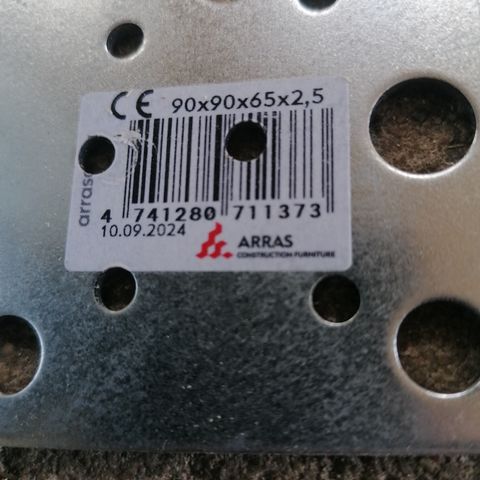 CE 90x90x65x2,5
4 741280 711373
10.09.2024
ARRAS
CONSTRUCTION FURNITURE